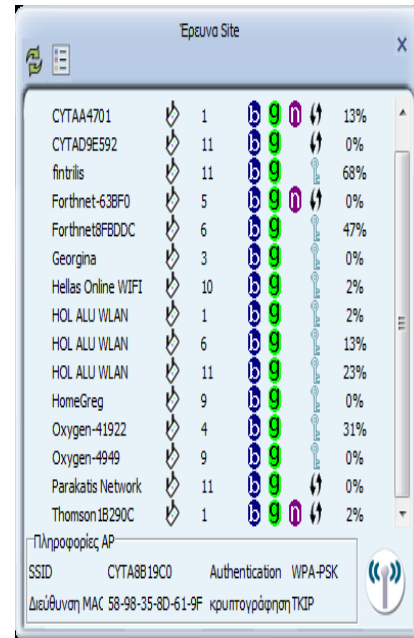 Έρευνα Site
CYTAA4701 1 b g n 13%
CYTAD9E592 11 b g 0%
fintrilis 11 b g 68%
Forthnet-63BF0 5 b g n 0%
Forthnet8FBDDC 6 b g 47%
Georgina 3 b g 0%
Hellas Online WIFI 10 b g 2%
HOL ALU WLAN 1 b g 2%
HOL ALU WLAN 6 b g 13%
HOL ALU WLAN 11 b g 23%
HomeGreg 9 b g 0%
Oxygen-41922 4 b g 31%
Oxygen-4949 9 b g 0%
Parakatis Network 11 b g 0%
Thomson1B290C 1 b g n 2%
Πληροφορίες AP
SSID CYTA8B19C0 Authentication WPA-PSK
Διεύθυνση MAC 58-98-35-8D-61-9F κρυπτογράφηση TKIP